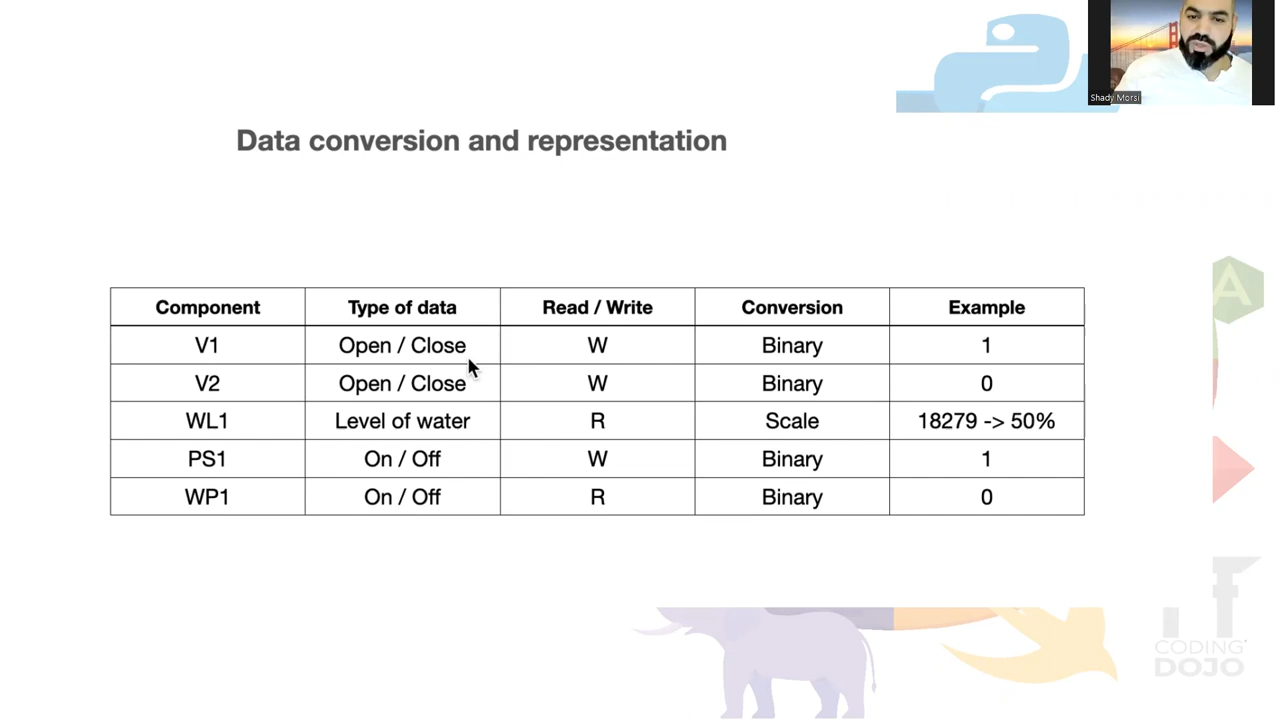 Shady Morsi
Data conversion and representation
Component Type of data Read / Write Conversion Example
V1 Open / Close W Binary 1
V2 Open / Close W Binary 0
WL1 Level of water R Scale 18279 -> 50%
PS1 On / Off W Binary 1
WP1 On / Off R Binary 0
A
CODING
DOJO